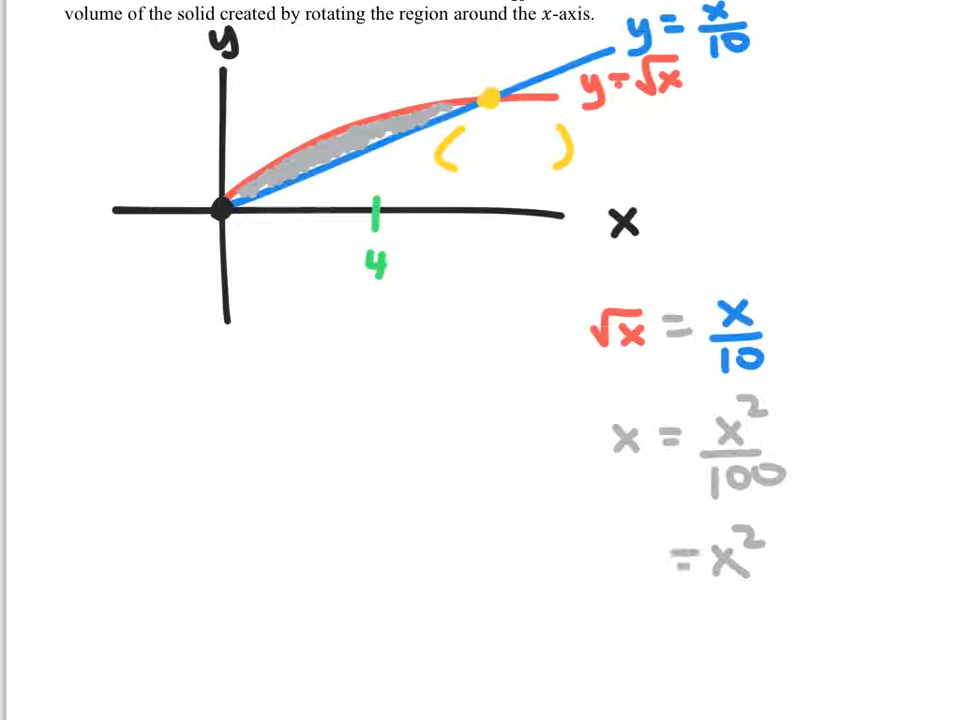 volume of the solid created by rotating the region around the x-axis.
y
y = x/10
y = √x
( )
x
4
√x = x/10
x = x²/100
= x²